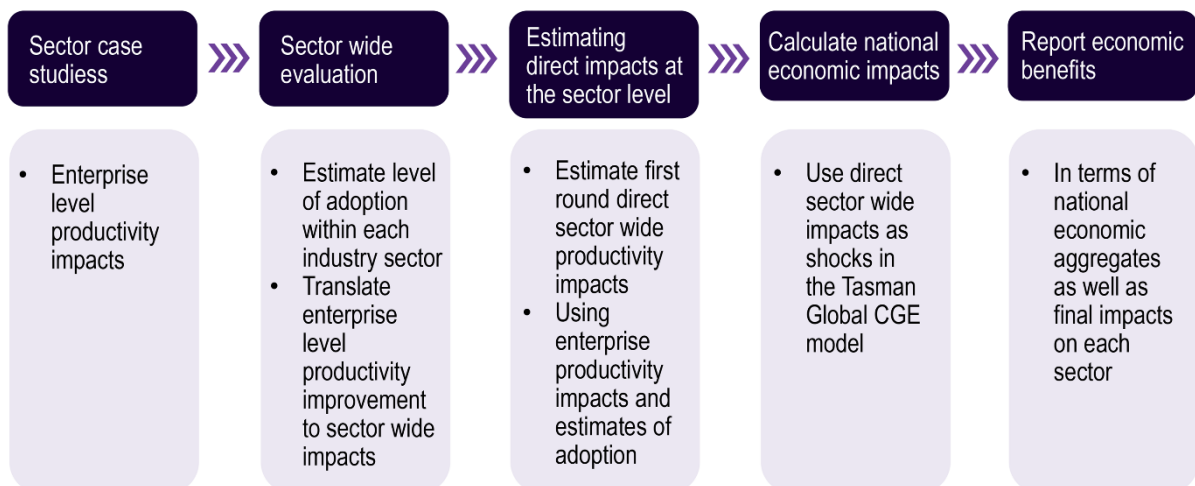 Sector case
studiess
Sector wide
evaluation
Estimating
direct impacts at
the sector level
Calculate national
economic impacts
Report economic
benefits
• Enterprise
level
productivity
impacts
• Estimate level
of adoption
within each
industry sector
• Translate
enterprise
level
productivity
improvement
to sector wide
impacts
• Estimate first
round direct
sector wide
productivity
impacts
• Using
enterprise
productivity
impacts and
estimates of
adoption
• Use direct
sector wide
impacts as
shocks in
the Tasman
Global CGE
model
• In terms of
national
economic
aggregates
as well as
final impacts
on each
sector